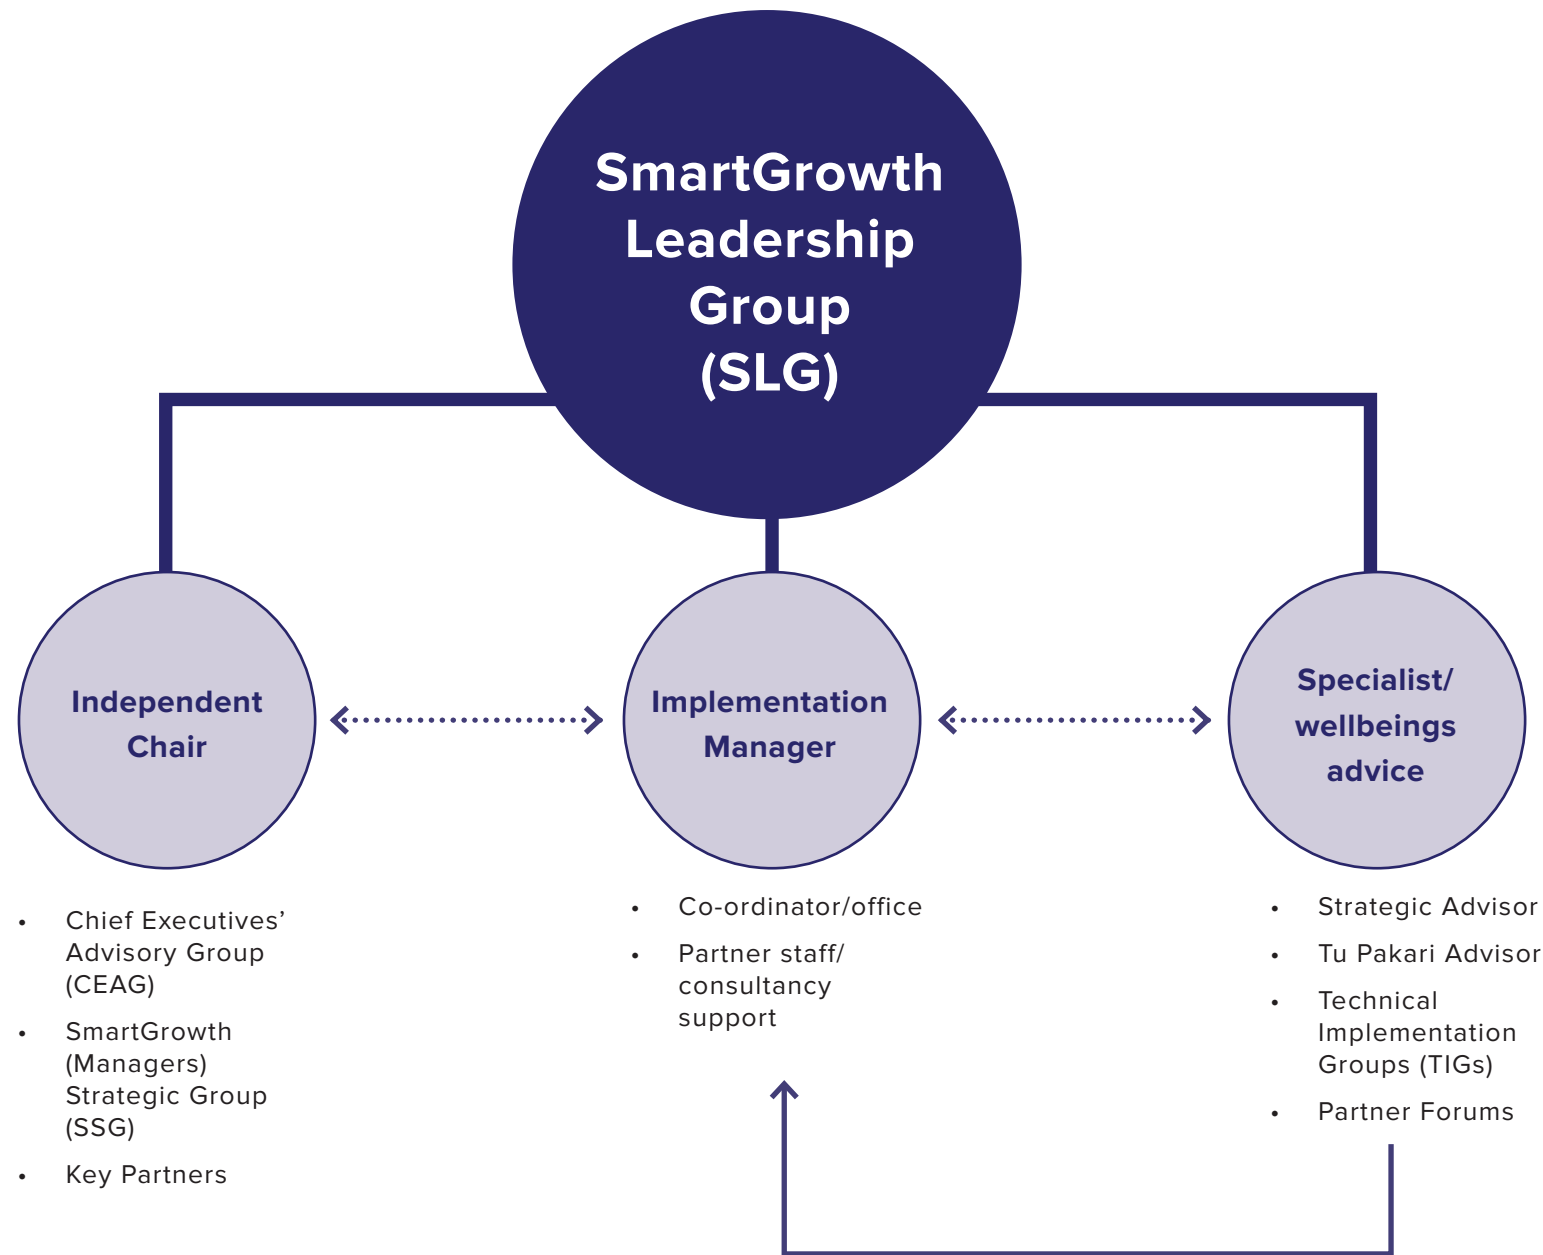 SmartGrowth
Leadership
Group
(SLG)
Independent
Chair
Implementation
Manager
Specialist/
wellbeings
advice
• Chief Executives’
Advisory Group
(CEAG)
• SmartGrowth
(Managers)
Strategic Group
(SSG)
• Key Partners
• Co-ordinator/office
• Partner staff/
consultancy
support
• Strategic Advisor
• Tu Pakari Advisor
• Technical
Implementation
Groups (TIGs)
• Partner Forums